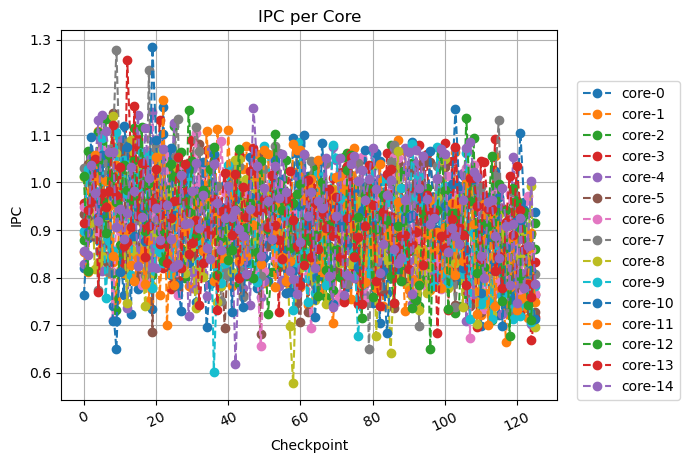 IPC per Core
1.3
1.2
1.1
1.0
0.9
0.8
0.7
0.6
IPC
0
20
40
60
80
100
120
Checkpoint
core-0
core-1
core-2
core-3
core-4
core-5
core-6
core-7
core-8
core-9
core-10
core-11
core-12
core-13
core-14